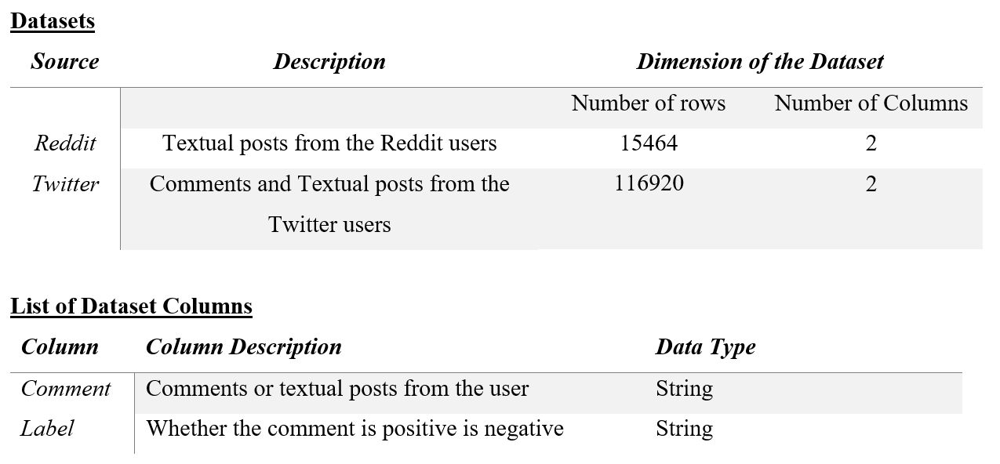 Datasets
Source Description Dimension of the Dataset
Number of rows Number of Columns
Reddit Textual posts from the Reddit users 15464 2
Twitter Comments and Textual posts from the 116920 2
Twitter users
List of Dataset Columns
Column Column Description Data Type
Comment Comments or textual posts from the user String
Label Whether the comment is positive is negative String